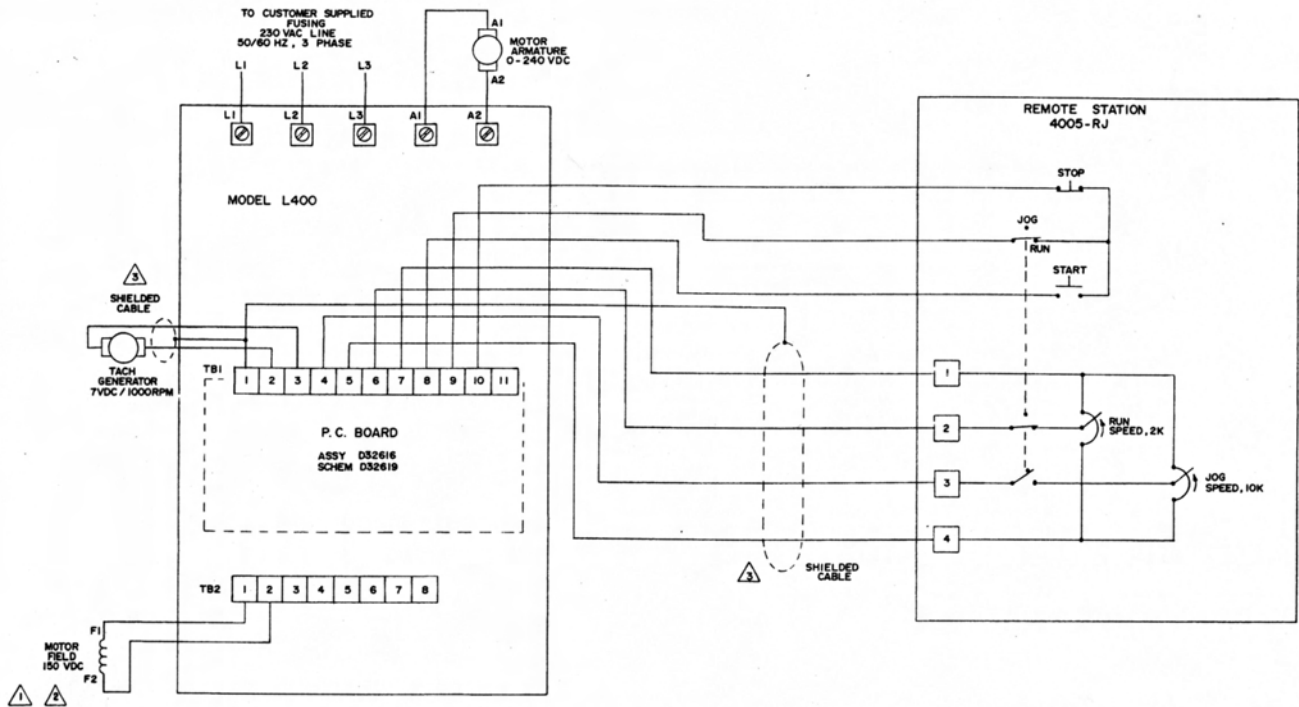 TO CUSTOMER SUPPLIED
FUSING
230 VAC LINE
50/60 HZ, 3 PHASE
L1 L2 L3
A1
MOTOR
ARMATURE
0-240 VDC
A2
L1 L2 L3 A1 A2
MODEL L400
3
SHIELDED
CABLE
TACH
GENERATOR
7VDC/1000RPM
TB1
1 2 3 4 5 6 7 8 9 10 11
P.C. BOARD
ASSY D32616
SCHEM D32619
TB2
1 2 3 4 5 6 7 8
F1
MOTOR
FIELD
150 VDC
F2
1 2
3
SHIELDED
CABLE
REMOTE STATION
4005-RJ
STOP
JOG
RUN
START
1
2
RUN
SPEED, 2K
3
JOG
SPEED, 10K
4